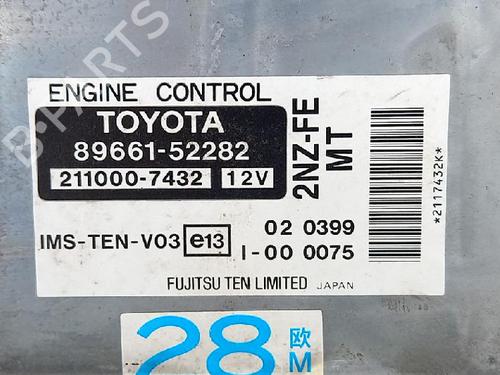 B-PARTS
ENGINE CONTROL
TOYOTA
89661-52282
211000-7432 12V
2NZ-FE
MT
*2117432K*
IMS-TEN-V03 e13
02 0399
I-00 0075
FUJITSU TEN LIMITED JAPAN
28
欧
M